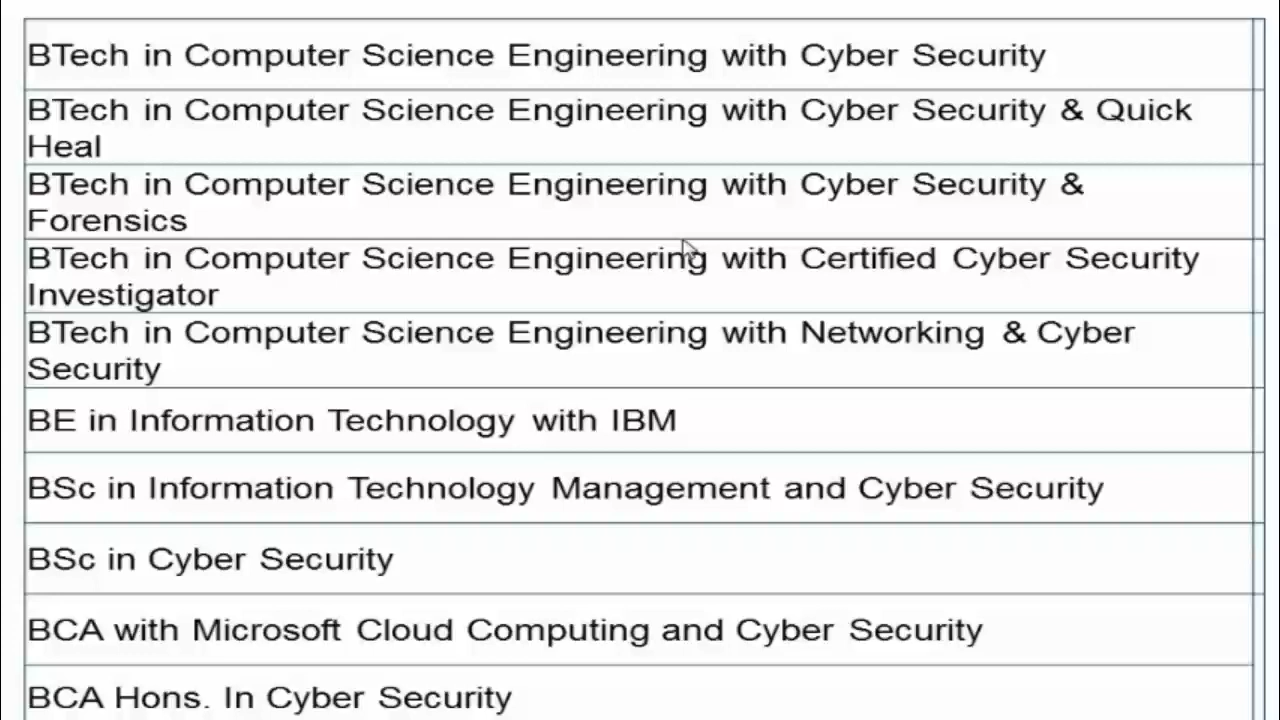 BTech in Computer Science Engineering with Cyber Security
BTech in Computer Science Engineering with Cyber Security & Quick
Heal
BTech in Computer Science Engineering with Cyber Security &
Forensics
BTech in Computer Science Engineering with Certified Cyber Security
Investigator
BTech in Computer Science Engineering with Networking & Cyber
Security
BE in Information Technology with IBM
BSc in Information Technology Management and Cyber Security
BSc in Cyber Security
BCA with Microsoft Cloud Computing and Cyber Security
BCA Hons. In Cyber Security